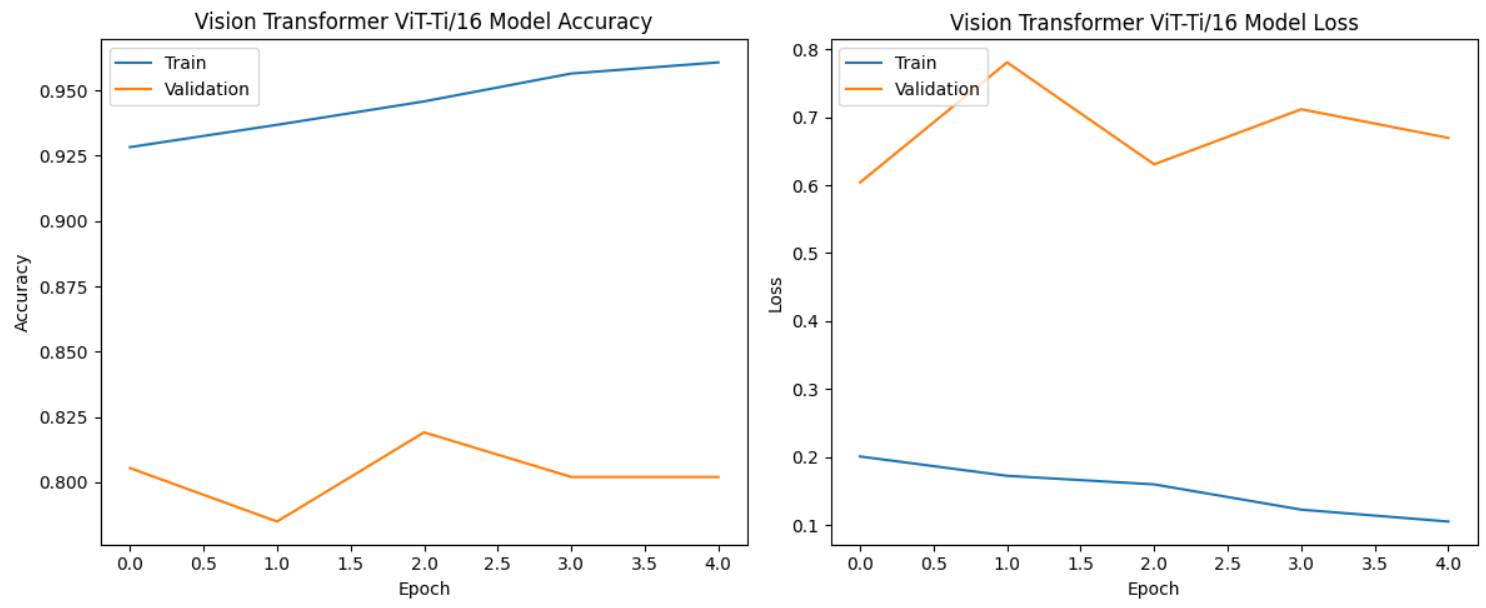 Vision Transformer ViT-Ti/16 Model Accuracy
Train
Validation
0.950
0.925
0.900
0.875
0.850
0.825
0.800
Accuracy
0.0 0.5 1.0 1.5 2.0 2.5 3.0 3.5 4.0
Epoch
Vision Transformer ViT-Ti/16 Model Loss
Train
Validation
0.8
0.7
0.6
0.5
0.4
0.3
0.2
0.1
Loss
0.0 0.5 1.0 1.5 2.0 2.5 3.0 3.5 4.0
Epoch